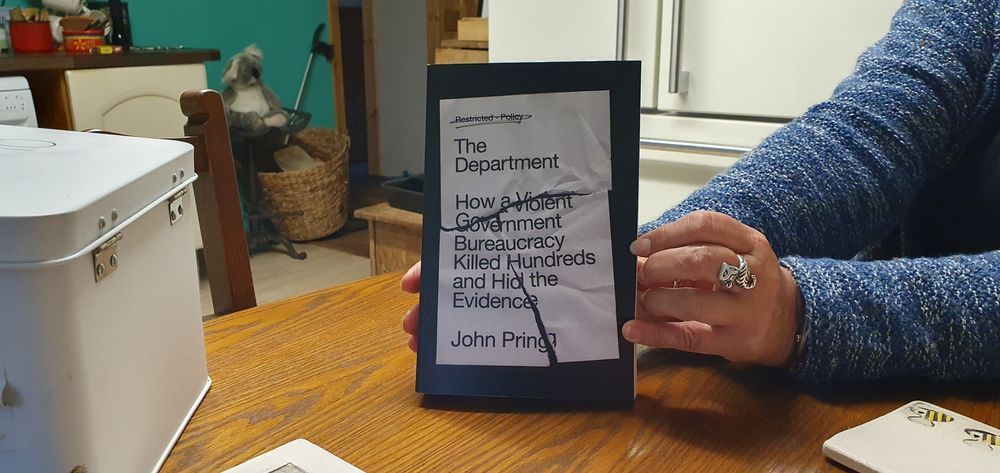 Restricted - Policy
The
Department
How a Violent
Government
Bureaucracy
Killed Hundreds
and Hid the
Evidence
John Pring